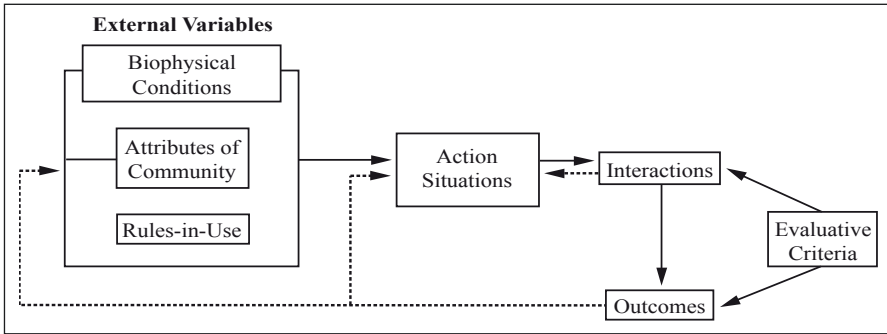 External Variables
Biophysical
Conditions
Attributes of
Community
Rules-in-Use
Action
Situations
Interactions
Outcomes
Evaluative
Criteria